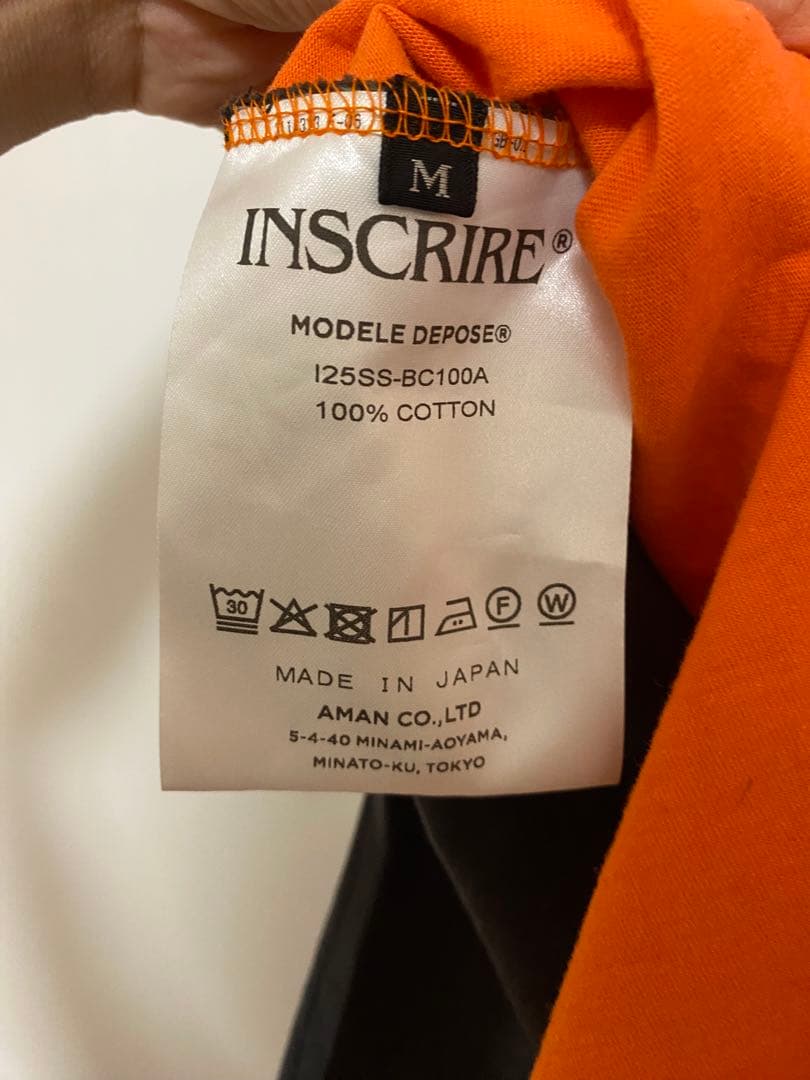 M
INSCRIRE®
MODELE DEPOSE®
I25SS-BC100A
100% COTTON
30 F W
MADE IN JAPAN
AMAN CO.,LTD
5-4-40 MINAMI-AOYAMA,
MINATO-KU, TOKYO